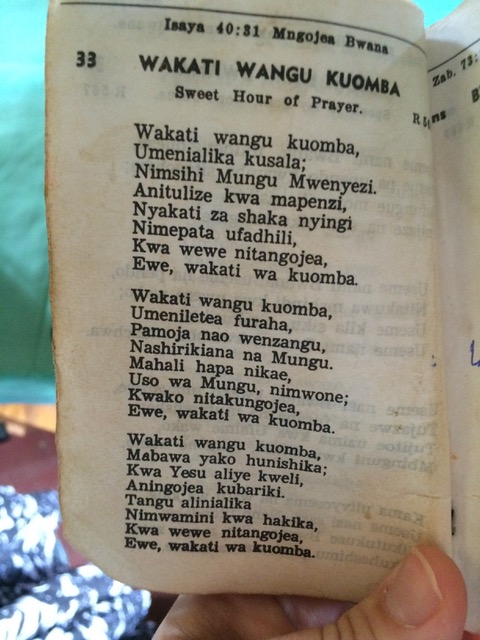 Isaya 40:31 Mngojea Bwana
33 WAKATI WANGU KUOMBA
Sweet Hour of Prayer.
Wakati wangu kuomba,
Umenialika kusala;
Nimsihi Mungu Mwenyezi.
Anitulize kwa mapenzi,
Nyakati za shaka nyingi
Nimepata ufadhili,
Kwa wewe nitangojea,
Ewe, wakati wa kuomba.
Wakati wangu kuomba,
Umeniletea furaha,
Pamoja nao wenzangu,
Nashirikiana na Mungu.
Mahali hapa nikae,
Uso wa Mungu, nimwone;
Kwako nitakungojea,
Ewe, wakati wa kuomba.
Wakati wangu kuomba,
Mabawa yako hunishika;
Kwa Yesu aliye kweli,
Aningojea kubariki.
Tangu alinialika
Nimwamini kwa hakika,
Kwa wewe nitangojea,
Ewe, wakati wa kuomba.
Zab. 73: